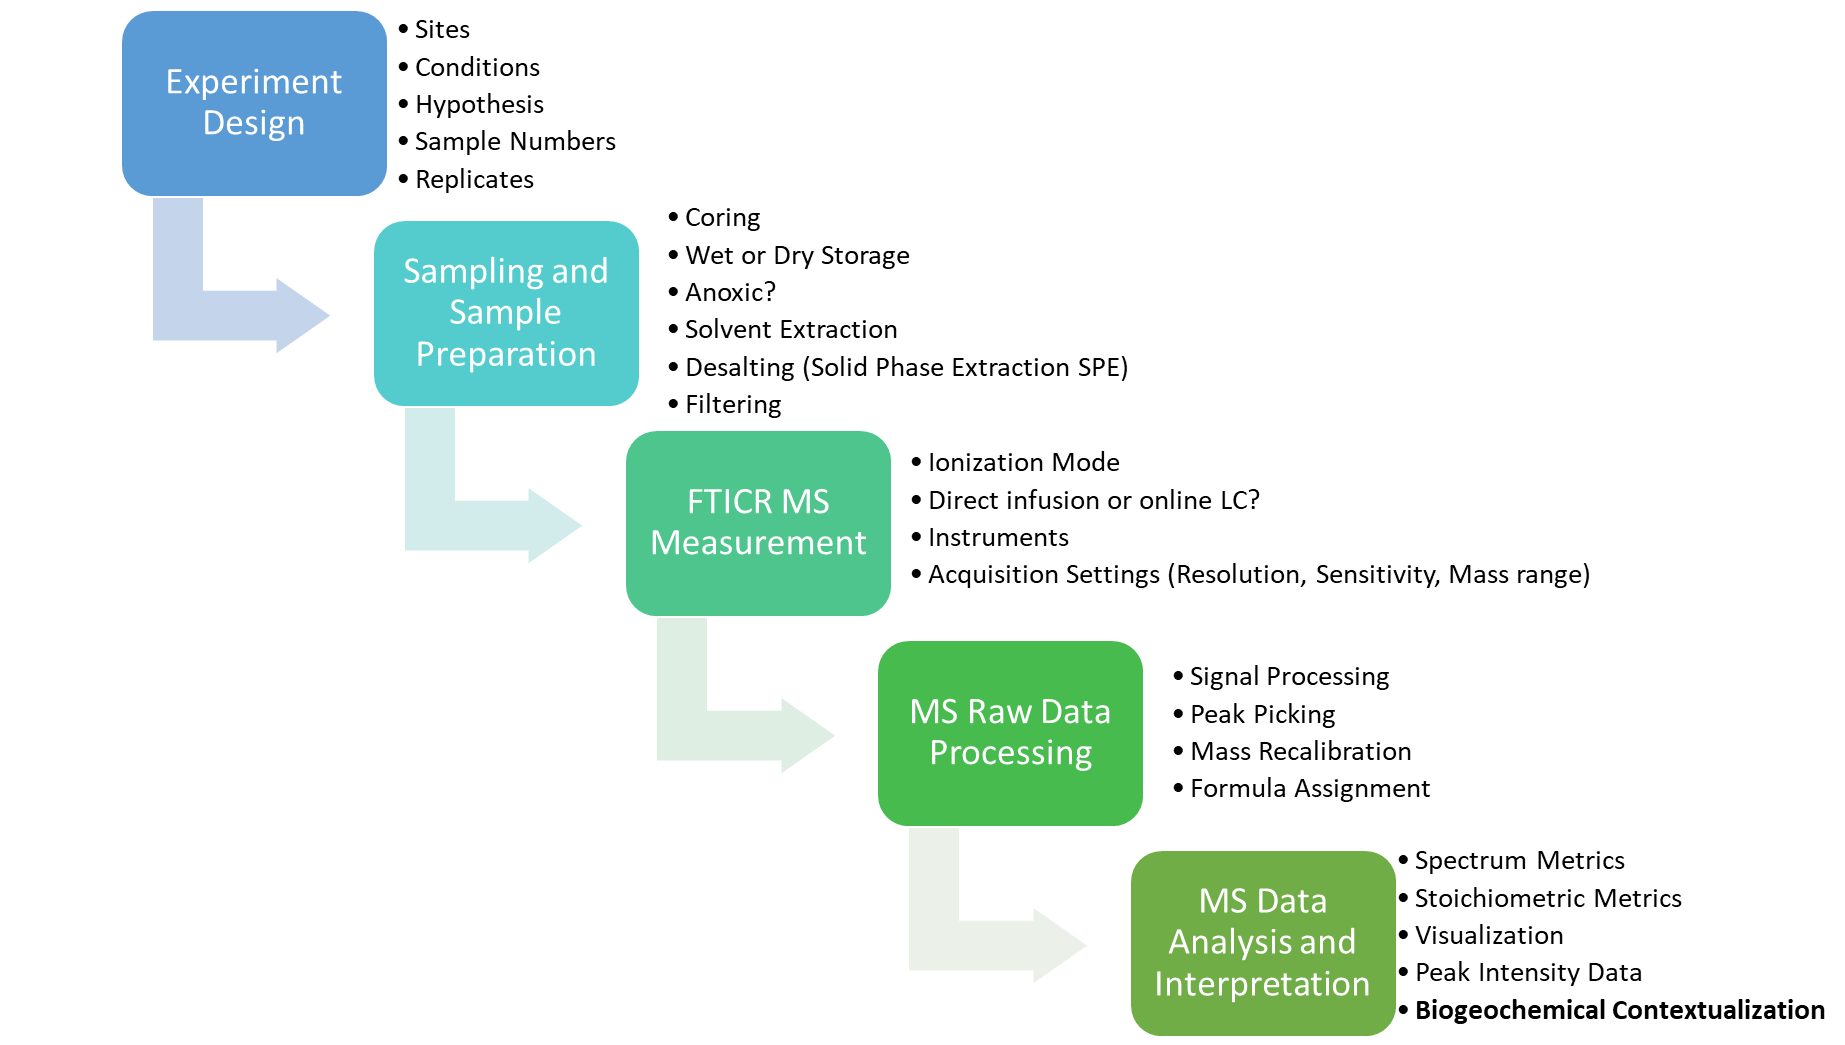 Experiment
Design
• Sites
• Conditions
• Hypothesis
• Sample Numbers
• Replicates
Sampling and
Sample
Preparation
• Coring
• Wet or Dry Storage
• Anoxic?
• Solvent Extraction
• Desalting (Solid Phase Extraction SPE)
• Filtering
FTICR MS
Measurement
• Ionization Mode
• Direct infusion or online LC?
• Instruments
• Acquisition Settings (Resolution, Sensitivity, Mass range)
MS Raw Data
Processing
• Signal Processing
• Peak Picking
• Mass Recalibration
• Formula Assignment
MS Data
Analysis and
Interpretation
• Spectrum Metrics
• Stoichiometric Metrics
• Visualization
• Peak Intensity Data
• Biogeochemical Contextualization